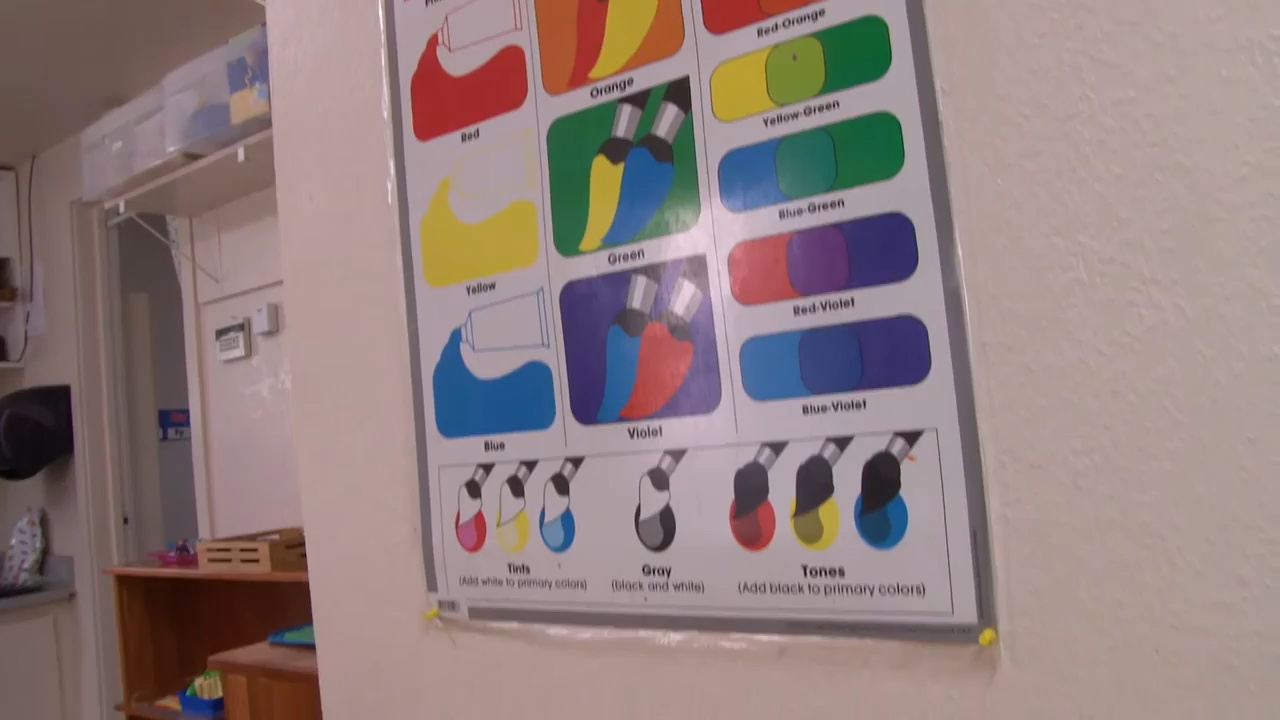 Red
Yellow
Blue
Orange
Green
Violet
Red-Orange
Yellow-Green
Blue-Green
Red-Violet
Blue-Violet
Tints
(Add white to primary colors)
Gray
(black and white)
Tones
(Add black to primary colors)